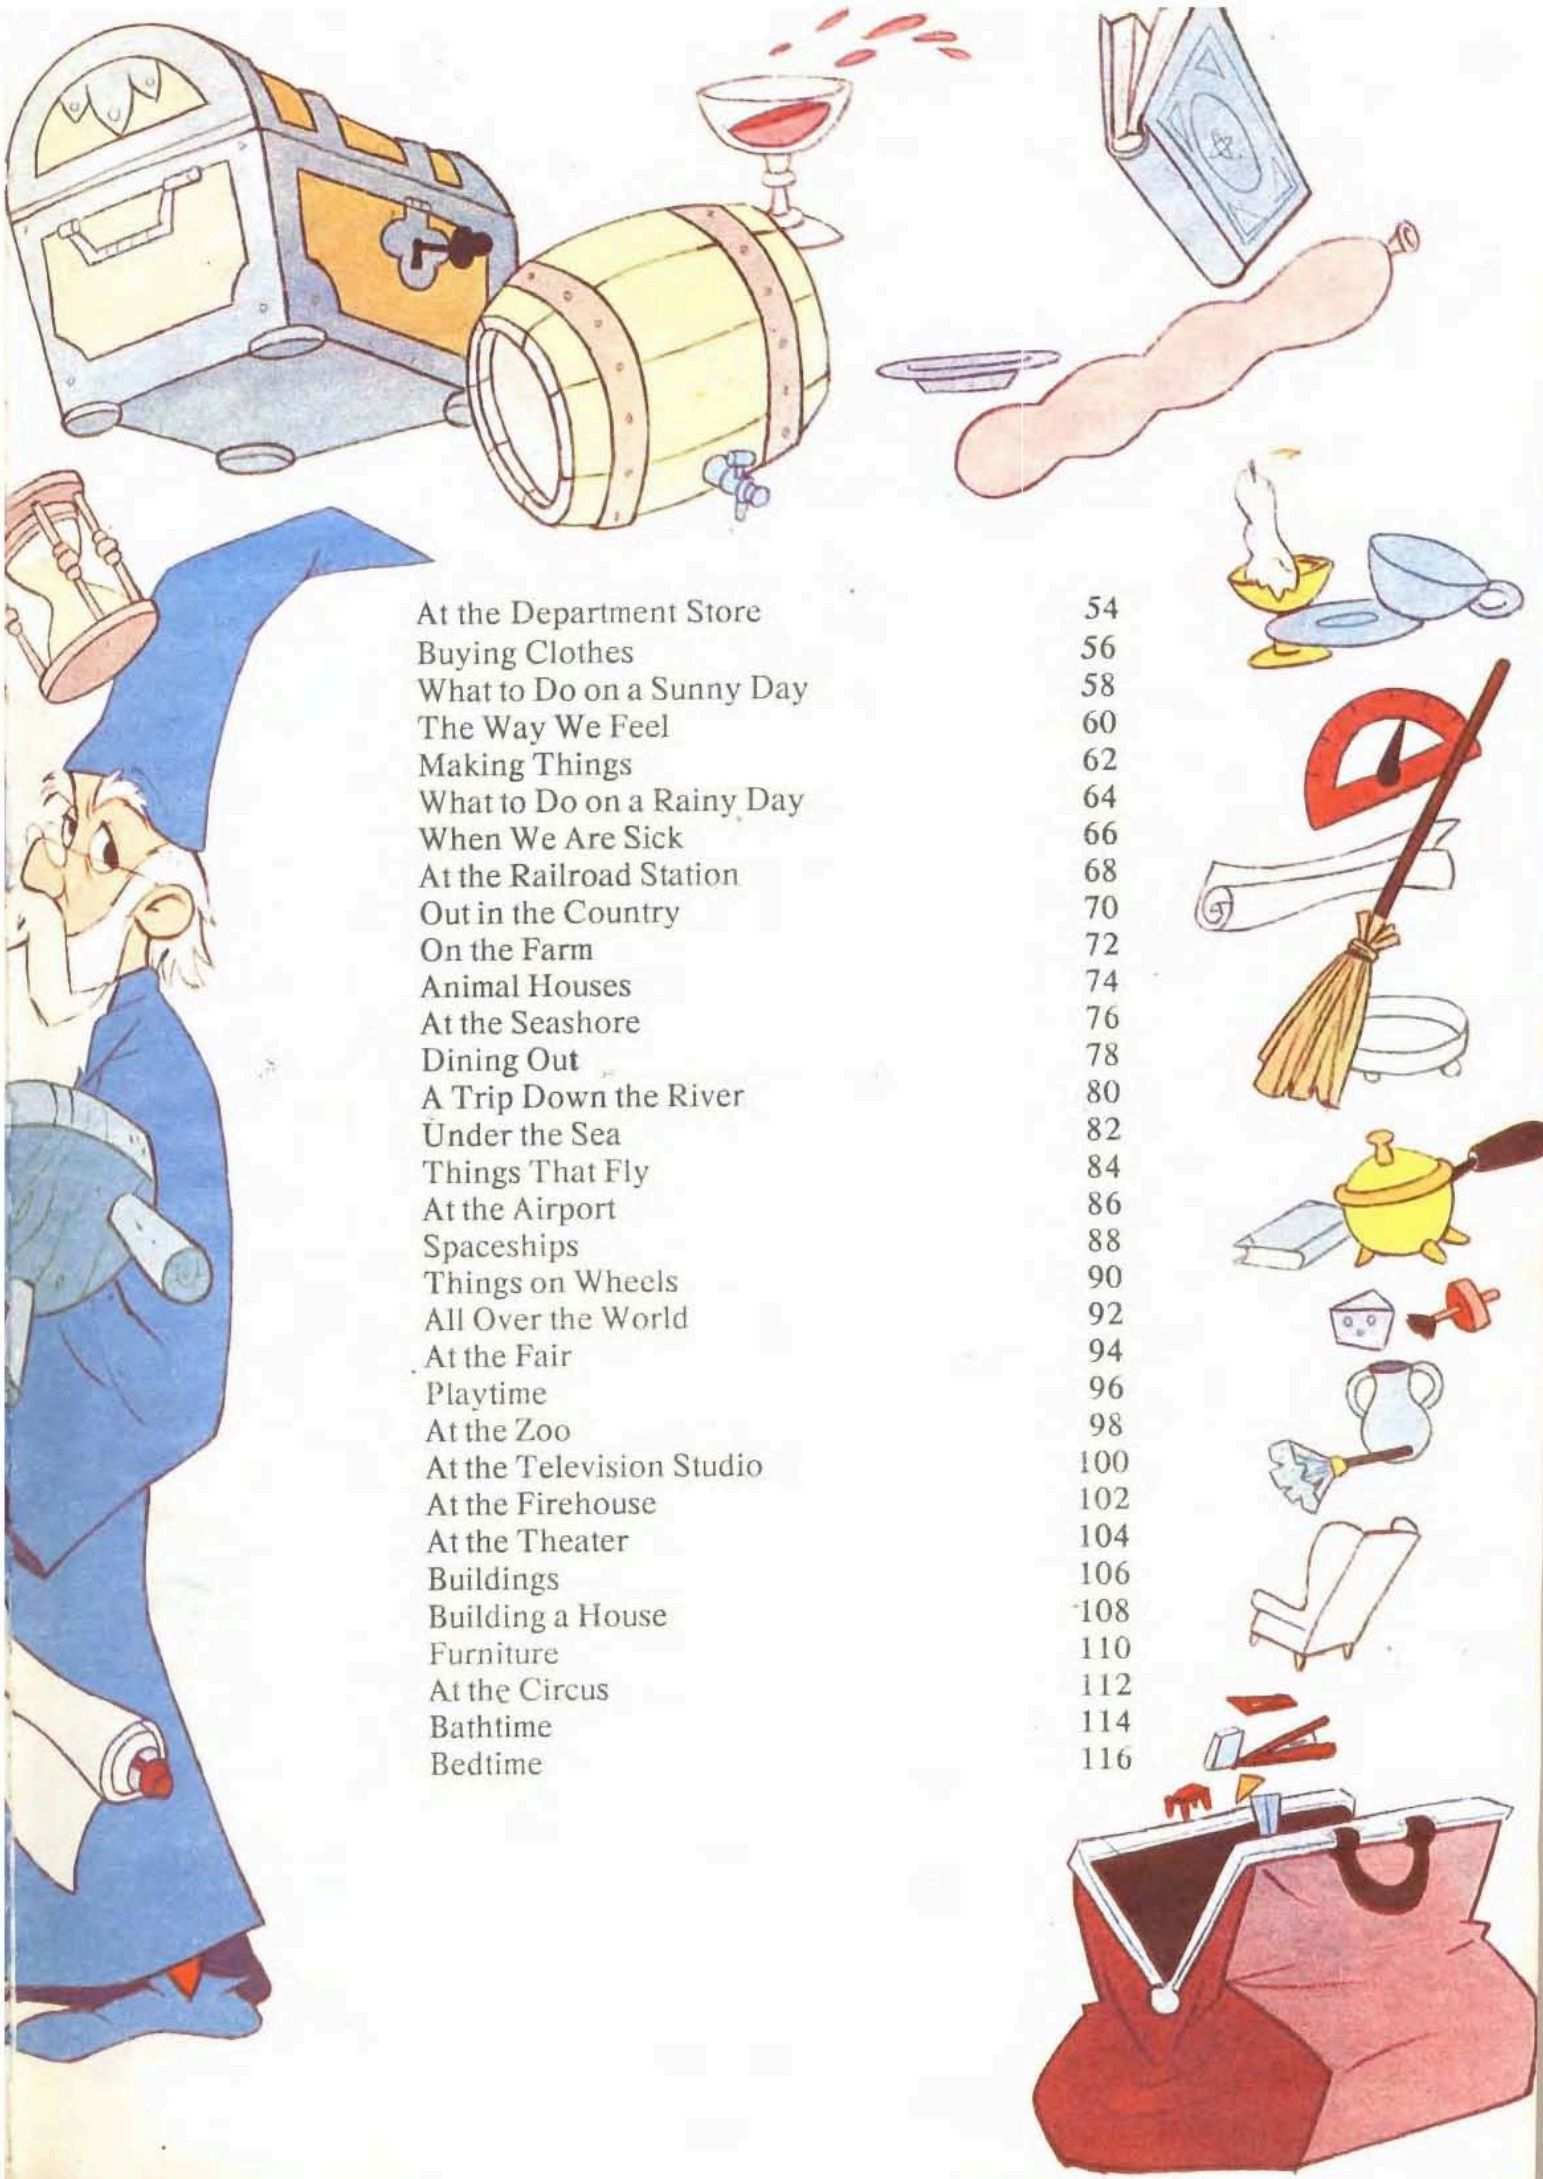 At the Department Store 54
Buying Clothes 56
What to Do on a Sunny Day 58
The Way We Feel 60
Making Things 62
What to Do on a Rainy Day 64
When We Are Sick 66
At the Railroad Station 68
Out in the Country 70
On the Farm 72
Animal Houses 74
At the Seashore 76
Dining Out 78
A Trip Down the River 80
Under the Sea 82
Things That Fly 84
At the Airport 86
Spaceships 88
Things on Wheels 90
All Over the World 92
At the Fair 94
Playtime 96
At the Zoo 98
At the Television Studio 100
At the Firehouse 102
At the Theater 104
Buildings 106
Building a House 108
Furniture 110
At the Circus 112
Bathtime 114
Bedtime 116